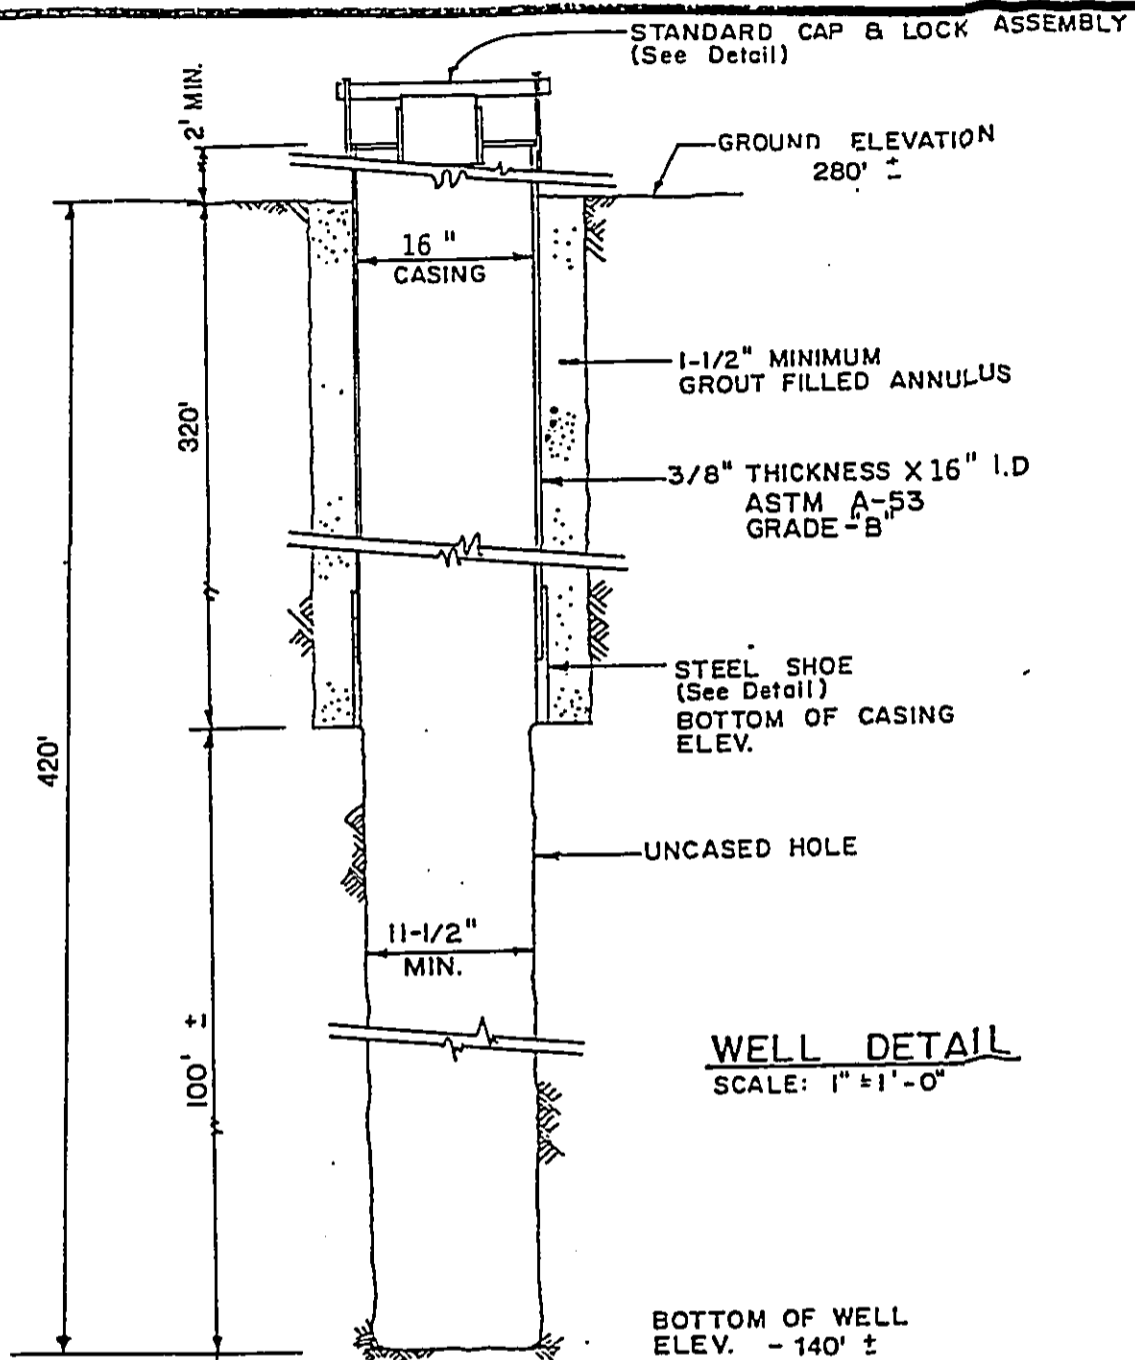 STANDARD CAP & LOCK ASSEMBLY
(See Detail)
2' MIN.
GROUND ELEVATION
280' ±
16"
CASING
1-1/2" MINIMUM
GROUT FILLED ANNULUS
320'
3/8" THICKNESS X 16" I.D
ASTM A-53
GRADE-"B"
STEEL SHOE
(See Detail)
BOTTOM OF CASING
ELEV.
420'
UNCASED HOLE
11-1/2"
MIN.
100' ±
WELL DETAIL
SCALE: 1" = 1'-0"
BOTTOM OF WELL
ELEV. - 140' ±